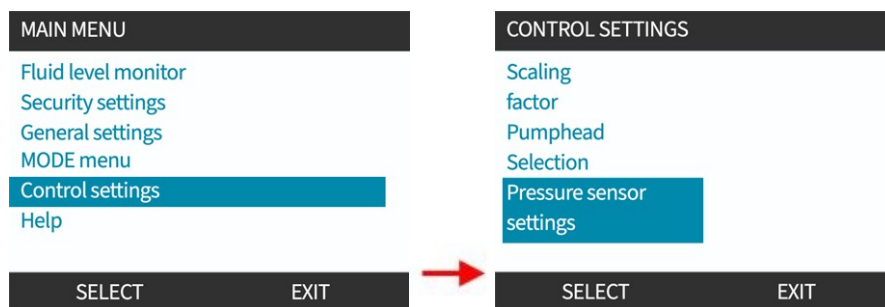 MAIN MENU
Fluid level monitor
Security settings
General settings
MODE menu
Control settings
Help
SELECT EXIT
CONTROL SETTINGS
Scaling
factor
Pumphead
Selection
Pressure sensor
settings
SELECT EXIT